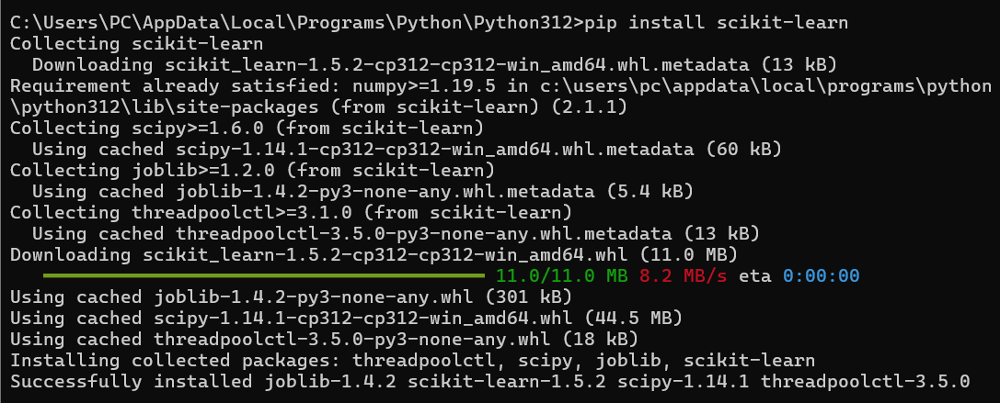 C:\Users\PC\AppData\Local\Programs\Python\Python312>pip install scikit-learn
Collecting scikit-learn
  Downloading scikit_learn-1.5.2-cp312-cp312-win_amd64.whl.metadata (13 kB)
Requirement already satisfied: numpy>=1.19.5 in c:\users\pc\appdata\local\programs\python
\python312\lib\site-packages (from scikit-learn) (2.1.1)
Collecting scipy>=1.6.0 (from scikit-learn)
  Using cached scipy-1.14.1-cp312-cp312-win_amd64.whl.metadata (60 kB)
Collecting joblib>=1.2.0 (from scikit-learn)
  Using cached joblib-1.4.2-py3-none-any.whl.metadata (5.4 kB)
Collecting threadpoolctl>=3.1.0 (from scikit-learn)
  Using cached threadpoolctl-3.5.0-py3-none-any.whl.metadata (13 kB)
Downloading scikit_learn-1.5.2-cp312-cp312-win_amd64.whl (11.0 MB)
11.0/11.0 MB 8.2 MB/s eta 0:00:00
Using cached joblib-1.4.2-py3-none-any.whl (301 kB)
Using cached scipy-1.14.1-cp312-cp312-win_amd64.whl (44.5 MB)
Using cached threadpoolctl-3.5.0-py3-none-any.whl (18 kB)
Installing collected packages: threadpoolctl, scipy, joblib, scikit-learn
Successfully installed joblib-1.4.2 scikit-learn-1.5.2 scipy-1.14.1 threadpoolctl-3.5.0